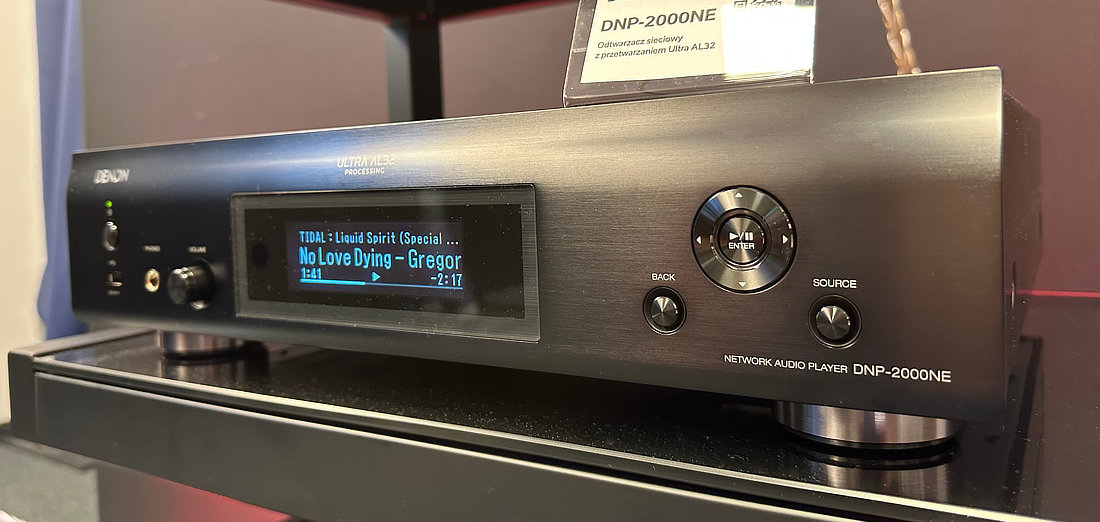 DNP-2000NE
Odtwarzacz sieciowy
z przetwarzaniem Ultra AL32
DENON
ULTRA AL32
PROCESSING
PHONES
VOLUME
TIDAL : Liquid Spirit (Special ...
No Love Dying – Gregor
1:41
-2:17
ENTER
BACK
SOURCE
NETWORK AUDIO PLAYER DNP-2000NE